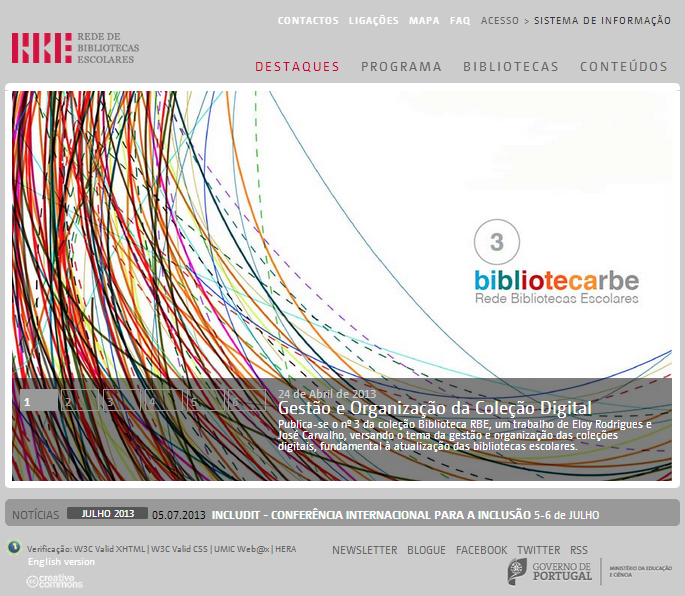 CONTACTOS LIGAÇÕES MAPA FAQ ACESSO > SISTEMA DE INFORMAÇÃO
RBE REDE DE
BIBLIOTECAS
ESCOLARES
DESTAQUES PROGRAMA BIBLIOTECAS CONTEÚDOS
3
bibliotecarbe
Rede Bibliotecas Escolares
1 2 3 4 5 6
24 de Abril de 2013
Gestão e Organização da Coleção Digital
Publica-se o nº 3 da coleção Biblioteca RBE, um trabalho de Eloy Rodrigues e
José Carvalho, versando o tema da gestão e organização das coleções
digitais, fundamental à atualização das bibliotecas escolares.
NOTÍCIAS JULHO 2013 05.07.2013 INCLUDIT - CONFERÊNCIA INTERNACIONAL PARA A INCLUSÃO 5-6 de JULHO
Verificação: W3C Valid XHTML | W3C Valid CSS | UMIC Web@x | HERA
NEWSLETTER BLOGUE FACEBOOK TWITTER RSS
English version
cc creative
commons
GOVERNO DE
PORTUGAL
MINISTÉRIO DA EDUCAÇÃO
E CIÊNCIA